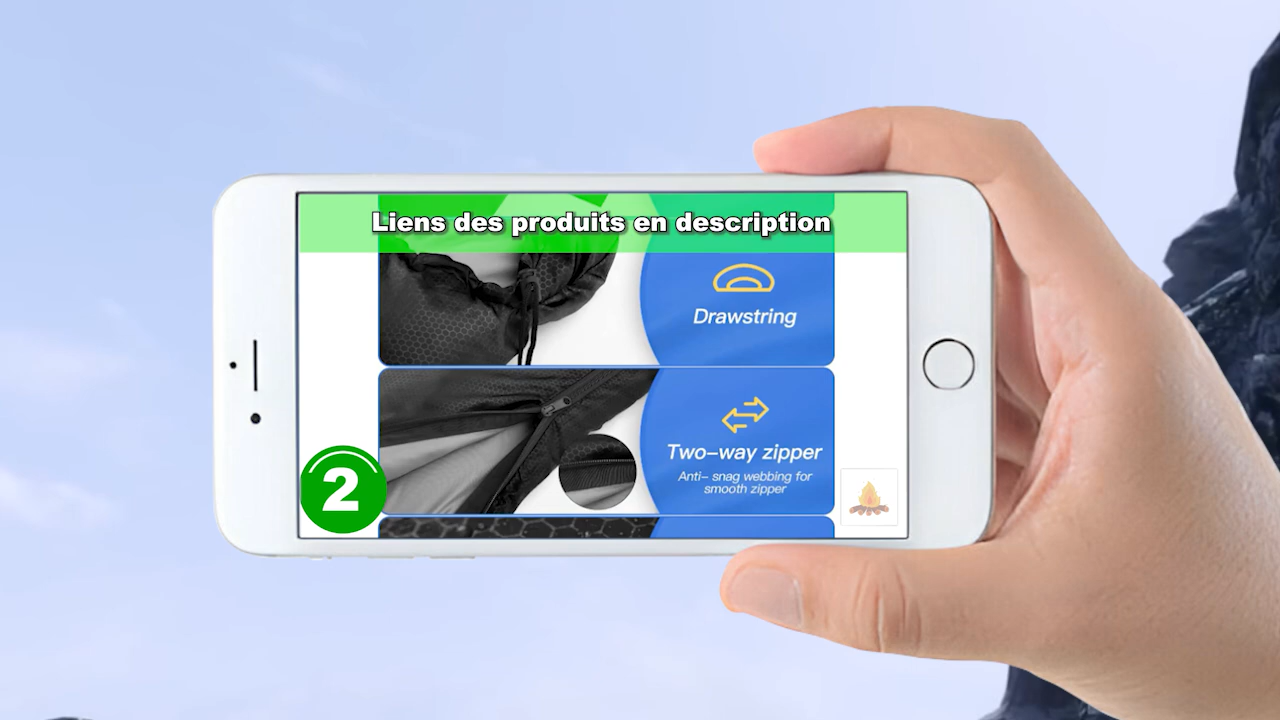 Liens des produits en description
Drawstring
Two-way zipper
Anti- snag webbing for
smooth zipper
2